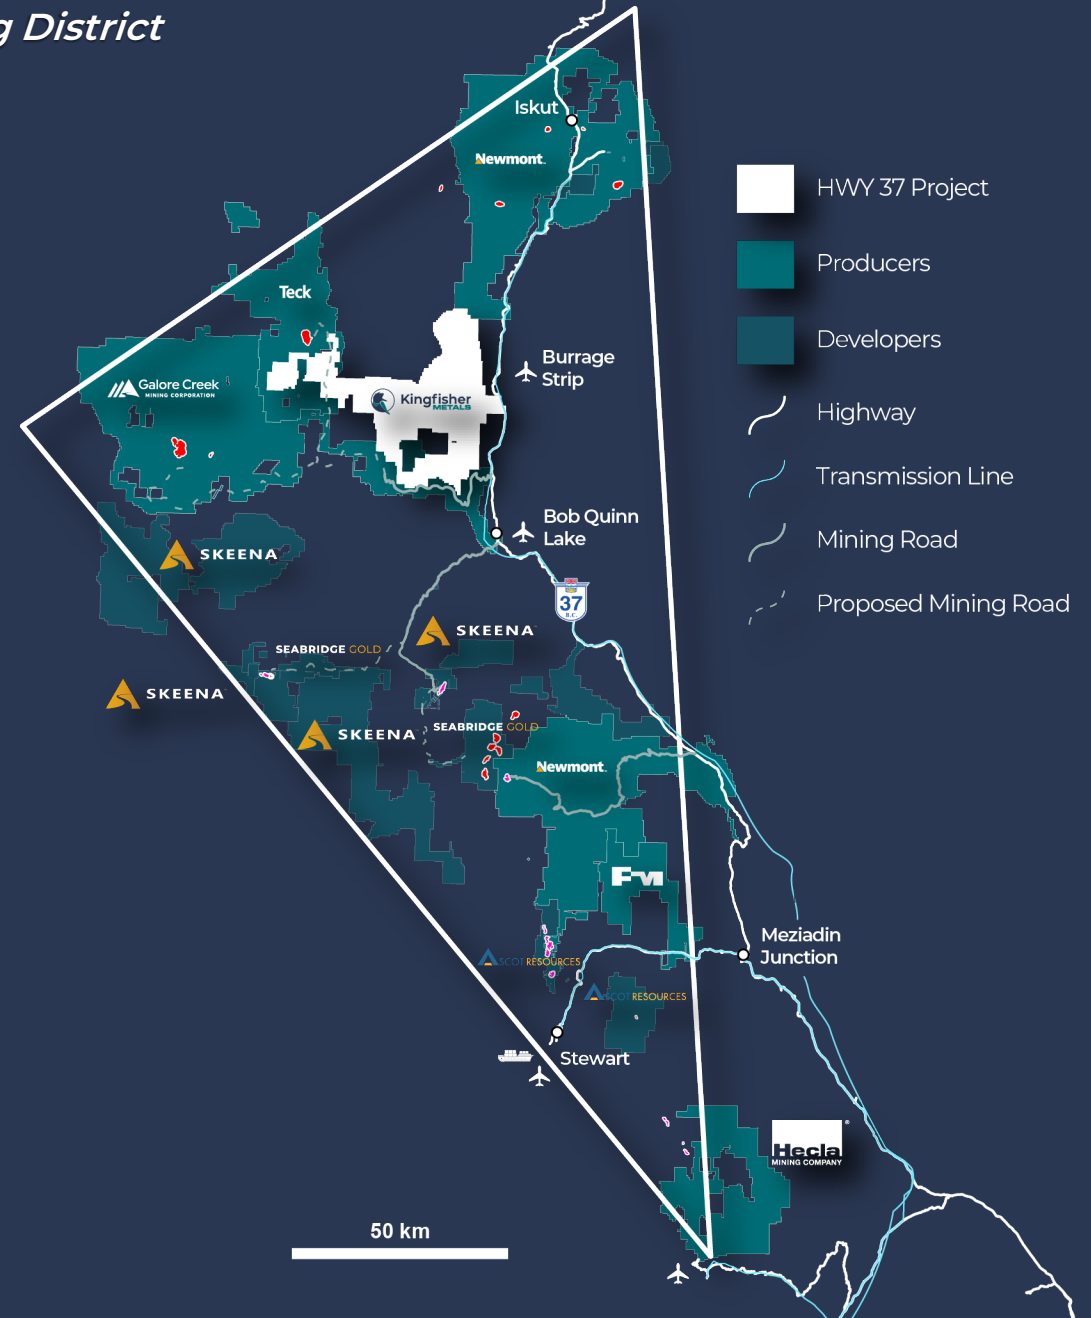 g District
Iskut
Newmont
HWY 37 Project
Producers
Teck
Developers
Burrage
Strip
Galore Creek
MINING CORPORATION
Kingfisher
METALS
Highway
Transmission Line
Bob Quinn
Lake
Mining Road
SKEENA
37
B.C.
Proposed Mining Road
SKEENA
SEABRIDGE GOLD
SKEENA
SEABRIDGE GOLD
SKEENA
Newmont
FM
Meziadin
Junction
ASCOT RESOURCES
ASCOT RESOURCES
Stewart
Hecla
MINING COMPANY
50 km